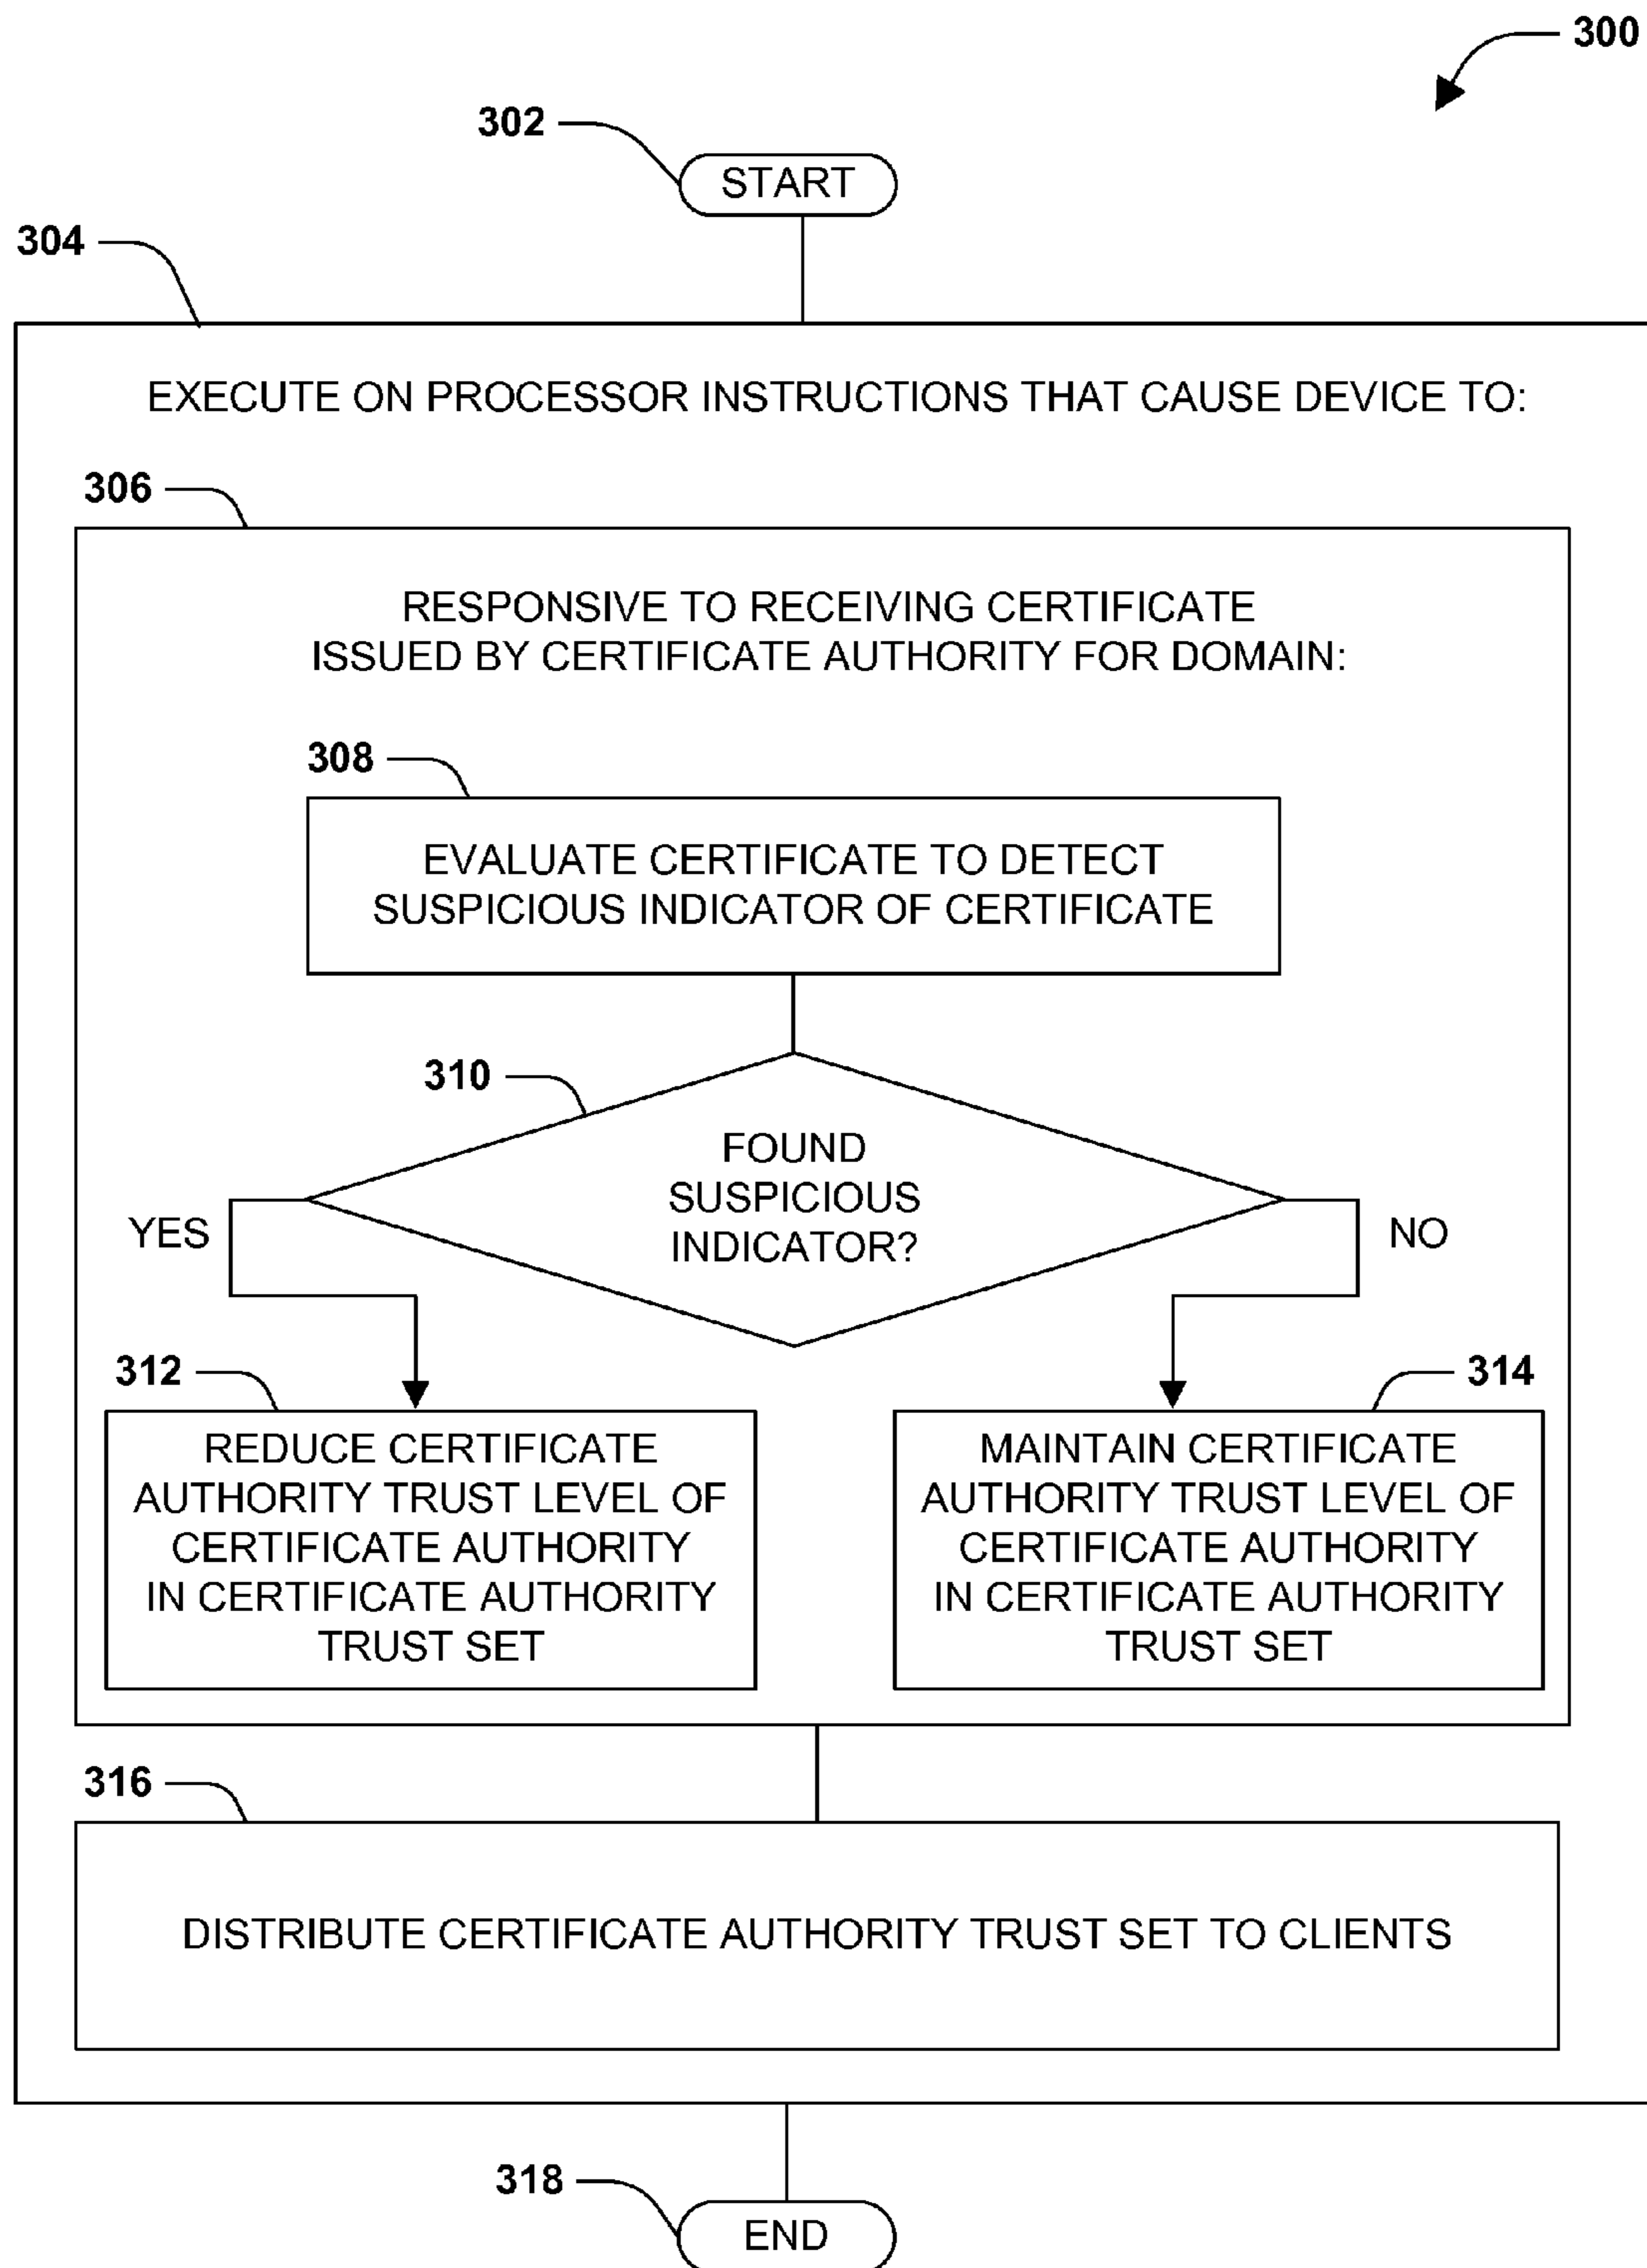 300
302
START
304
EXECUTE ON PROCESSOR INSTRUCTIONS THAT CAUSE DEVICE TO:
306
RESPONSIVE TO RECEIVING CERTIFICATE
ISSUED BY CERTIFICATE AUTHORITY FOR DOMAIN:
308
EVALUATE CERTIFICATE TO DETECT
SUSPICIOUS INDICATOR OF CERTIFICATE
310
FOUND
SUSPICIOUS
INDICATOR?
YES
NO
312
REDUCE CERTIFICATE
AUTHORITY TRUST LEVEL OF
CERTIFICATE AUTHORITY
IN CERTIFICATE AUTHORITY
TRUST SET
314
MAINTAIN CERTIFICATE
AUTHORITY TRUST LEVEL OF
CERTIFICATE AUTHORITY
IN CERTIFICATE AUTHORITY
TRUST SET
316
DISTRIBUTE CERTIFICATE AUTHORITY TRUST SET TO CLIENTS
318
END